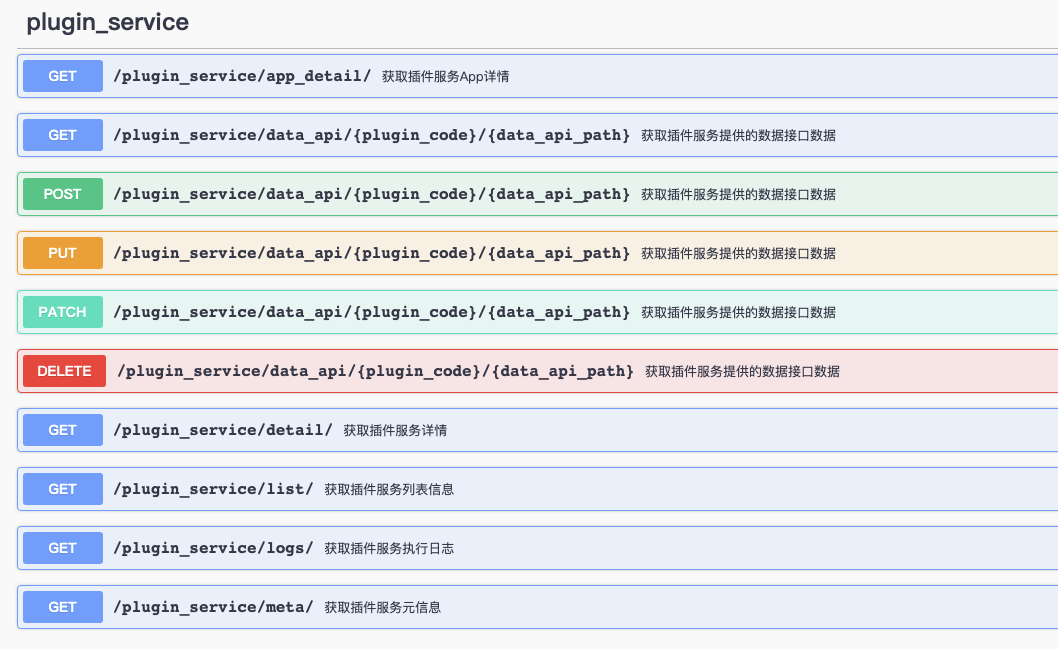 plugin_service
GET /plugin_service/app_detail/ 获取插件服务App详情
GET /plugin_service/data_api/{plugin_code}/{data_api_path} 获取插件服务提供的数据接口数据
POST /plugin_service/data_api/{plugin_code}/{data_api_path} 获取插件服务提供的数据接口数据
PUT /plugin_service/data_api/{plugin_code}/{data_api_path} 获取插件服务提供的数据接口数据
PATCH /plugin_service/data_api/{plugin_code}/{data_api_path} 获取插件服务提供的数据接口数据
DELETE /plugin_service/data_api/{plugin_code}/{data_api_path} 获取插件服务提供的数据接口数据
GET /plugin_service/detail/ 获取插件服务详情
GET /plugin_service/list/ 获取插件服务列表信息
GET /plugin_service/logs/ 获取插件服务执行日志
GET /plugin_service/meta/ 获取插件服务元信息